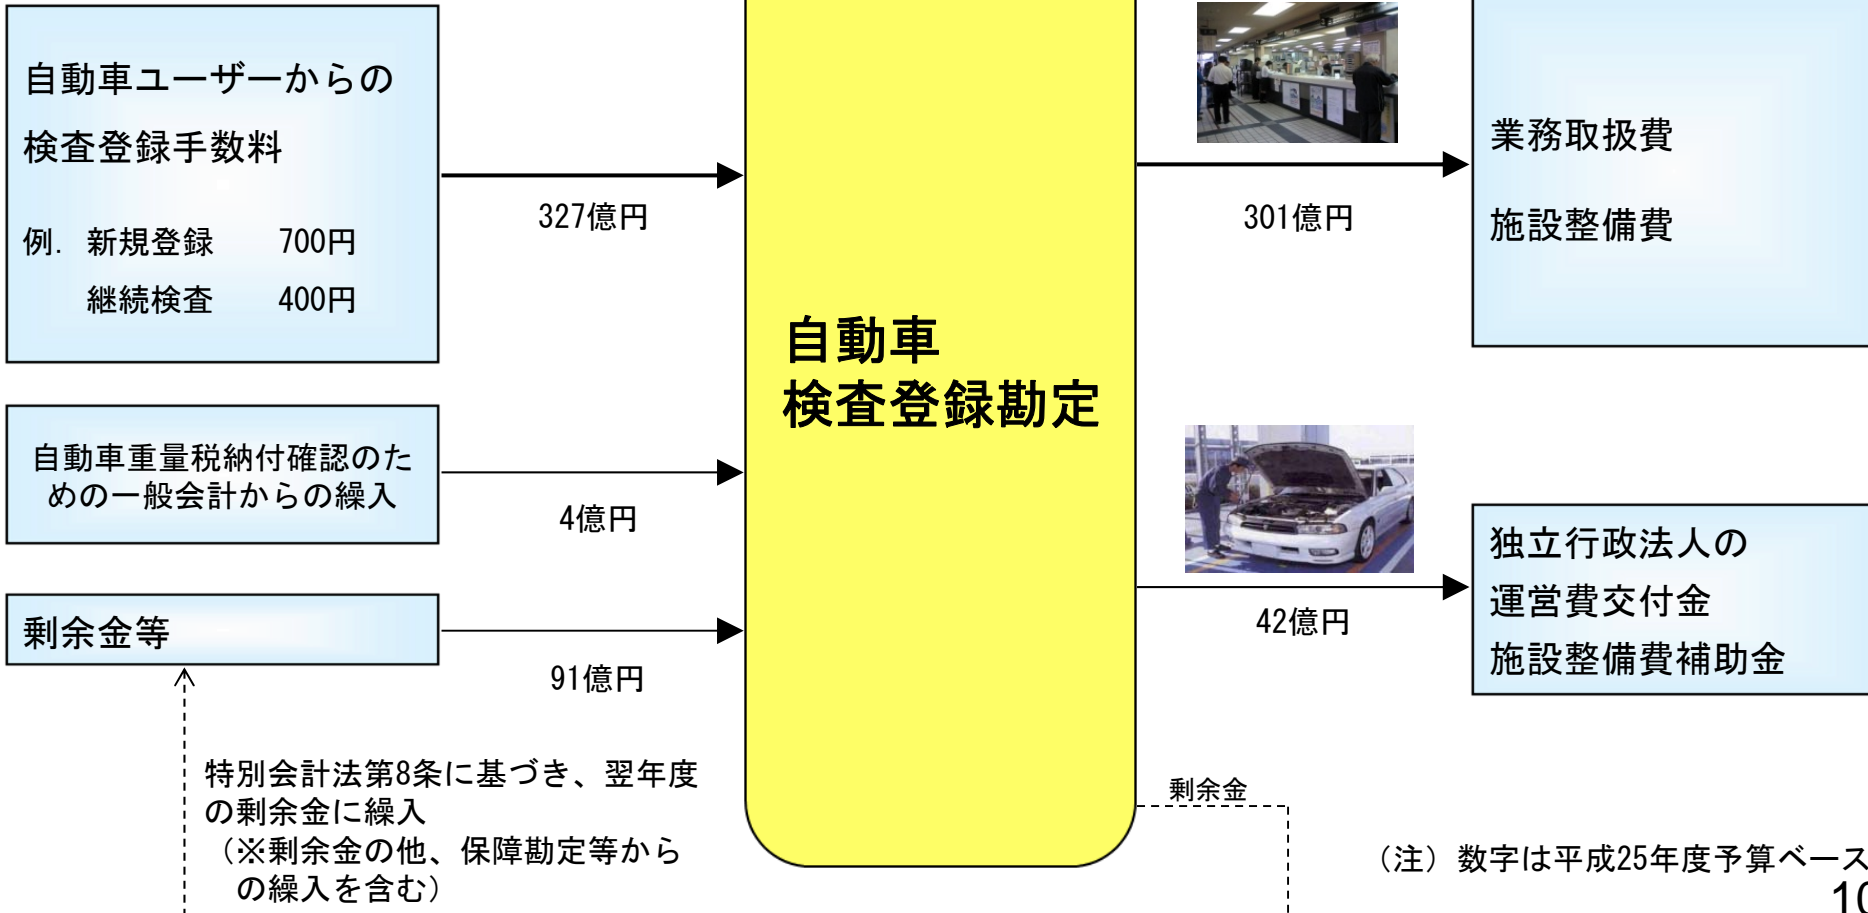 自動車ユーザーからの
検査登録手数料
例. 新規登録 700円
継続検査 400円
327億円
自動車重量税納付確認のた
めの一般会計からの繰入
4億円
剰余金等
91億円
特別会計法第8条に基づき、翌年度
の剰余金に繰入
（※剰余金の他、保障勘定等から
の繰入を含む）
自動車
検査登録勘定
301億円
業務取扱費
施設整備費
42億円
独立行政法人の
運営費交付金
施設整備費補助金
剰余金
（注）数字は平成25年度予算ベース